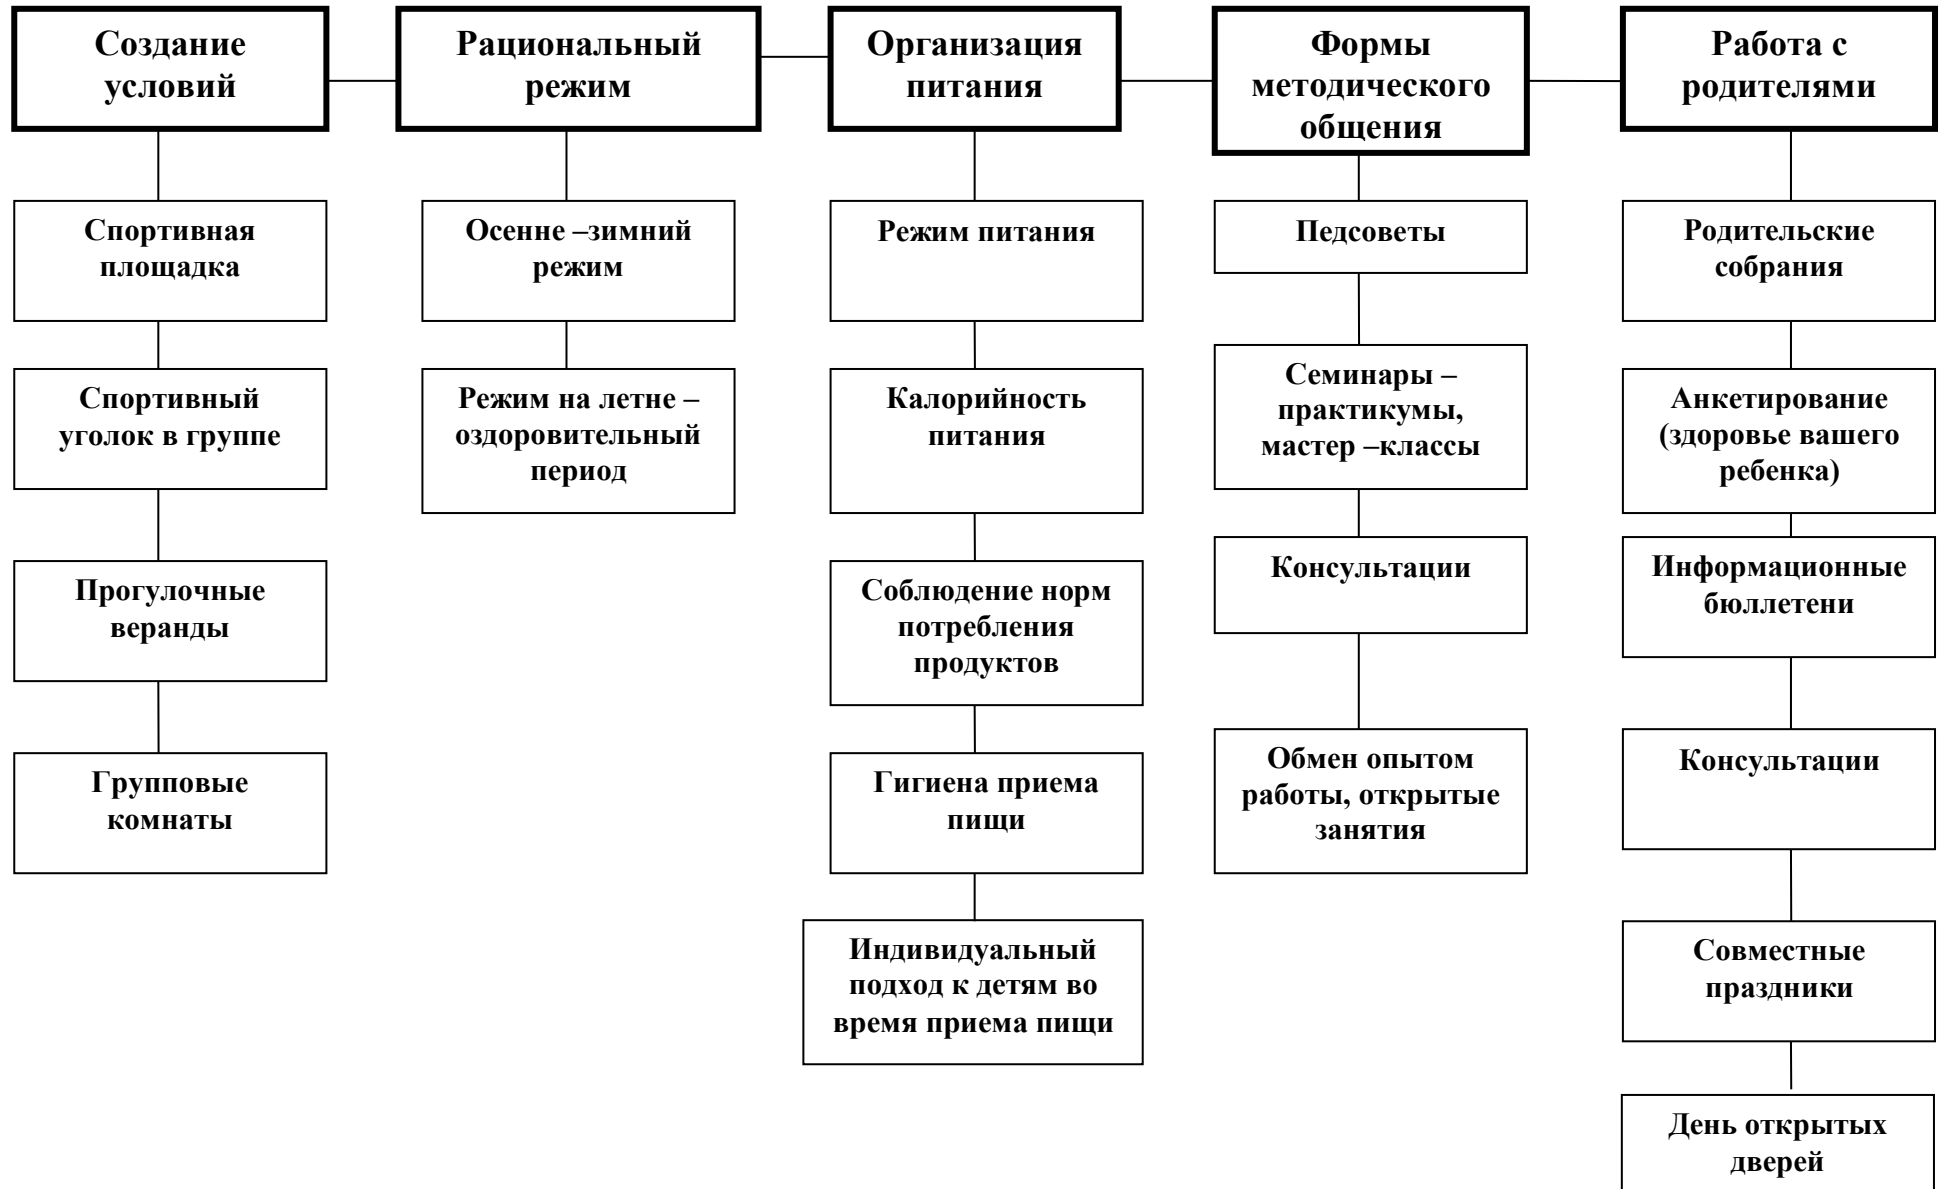 Создание
условий
Спортивная
площадка
Спортивный
уголок в группе
Прогулочные
веранды
Групповые
комнаты
Рациональный
режим
Осенне –зимний
режим
Режим на летне –
оздоровительный
период
Организация
питания
Режим питания
Калорийность
питания
Соблюдение норм
потребления
продуктов
Гигиена приема
пищи
Индивидуальный
подход к детям во
время приема пищи
Формы
методического
общения
Педсоветы
Семинары –
практикумы,
мастер –классы
Консультации
Обмен опытом
работы, открытые
занятия
Работа с
родителями
Родительские
собрания
Анкетирование
(здоровье вашего
ребенка)
Информационные
бюллетени
Консультации
Совместные
праздники
День открытых
дверей